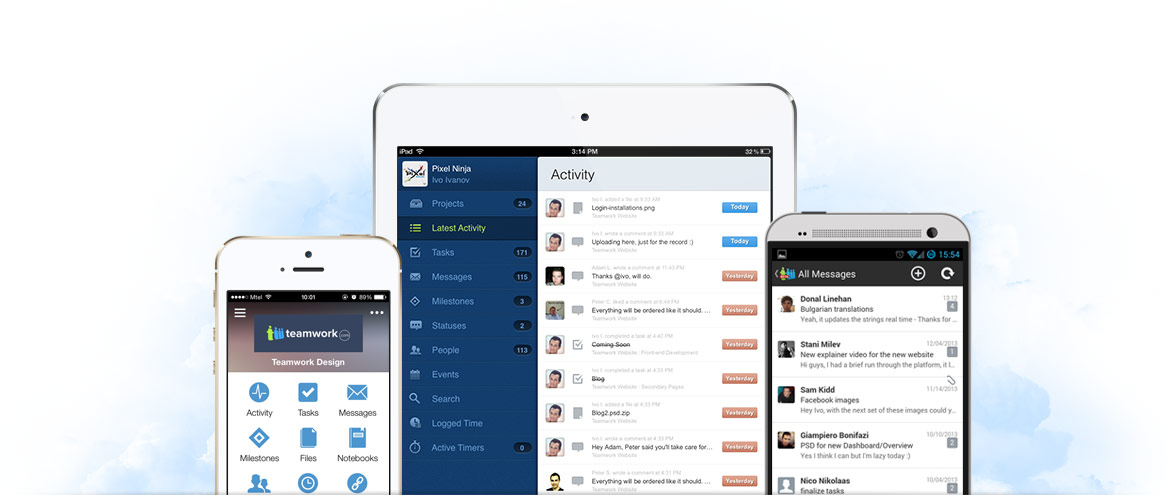 ●●●●○ Mtel
10:01
89%
teamwork.com
Teamwork Design
Activity
Tasks
Messages
Milestones
Files
Notebooks
iPad
3:14 PM
32%
Pixel Ninja
Ivo Ivanov
Projects 24
Latest Activity
Tasks 171
Messages 115
Milestones 3
Statuses 2
People 113
Events
Search
Logged Time
Active Timers 0
Activity
Ivo I. added a file at 9:33 AM
Login-installations.png
Teamwork Website
Today
Ivo I. wrote a comment at 9:33 AM
Uploading here, just for the record :)
Teamwork Website
Today
Adam L. wrote a comment at 11:43 PM
Thanks @ivo, will do.
Teamwork Website
Yesterday
Peter C. liked a comment at 9:49 PM
Everything will be ordered like it should. ...
Teamwork Website
Yesterday
Ivo I. completed a task at 4:42 PM
Coming Soon
Teamwork Website : Frontend Development
Yesterday
Ivo I. completed a task at 4:33 PM
Blog
Teamwork Website : Secondary Pages
Yesterday
Ivo I. added a file at 4:33 PM
Blog2.psd.zip
Teamwork Website
Yesterday
Ivo I. wrote a comment at 4:33 PM
Hey Adam, Peter said you'll take care for...
Teamwork Website
Yesterday
Peter S. wrote a comment at 4:31 PM
Everything will be ordered like it should. ...
Yesterday
15:54
All Messages
Donal Linehan 13:12
Bulgarian translations 4
Yeah, it updates the strings real time - Thanks for ...
Stani Milev 12/04/2013
New explainer video for the new website 1
Hi guys, I had a brief run through the platform, it l...
Sam Kidd 11/14/2013
Facebook images
Hey Ivo, with the next set of these images could y...
Giampiero Bonifazi 10/10/2013
PSD for new Dashboard/Overview 2
Yes I think I can but I'm lazy today :)
Nico Nikolaas 10/04/2013
finalize tasks 2